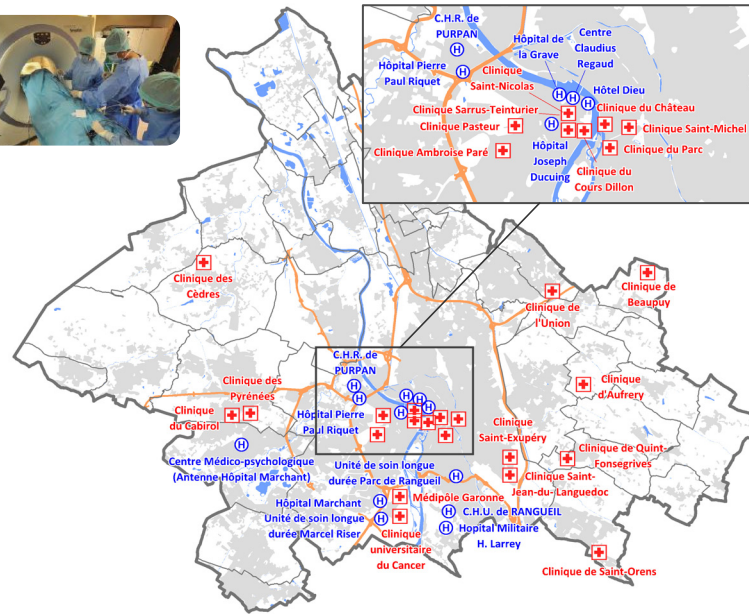 C.H.R. de
PURPAN
Hôpital de
la Grave
Centre
Claudius
Regaud
Hôpital Pierre
Paul Riquet
Clinique
Saint-Nicolas
Hôtel Dieu
Clinique Sarrus-Teinturier
Clinique du Château
Clinique Pasteur
Clinique Saint-Michel
Clinique Ambroise Paré
Hôpital
Joseph
Ducuing
Clinique du Parc
Clinique du
Cours Dillon
Clinique des
Cèdres
Clinique de
l'Union
Clinique de
Beaupuy
C.H.R. de
PURPAN
Clinique des
Pyrénées
Clinique
du Cabirol
Hôpital Pierre
Paul Riquet
Clinique
d'Aufrery
Clinique
Saint-Exupéry
Clinique de Quint-
Fonsegrives
Centre Médico-psychologique
(Antenne Hôpital Marchant)
Unité de soin longue
durée Parc de Rangueil
Clinique Saint-
Jean-du- Languedoc
Hôpital Marchant
Médipôle Garonne
Unité de soin longue
durée Marcel Riser
C.H.U. de RANGUEIL
Hopital Militaire
H. Larrey
Clinique
universitaire
du Cancer
Clinique de Saint-Orens